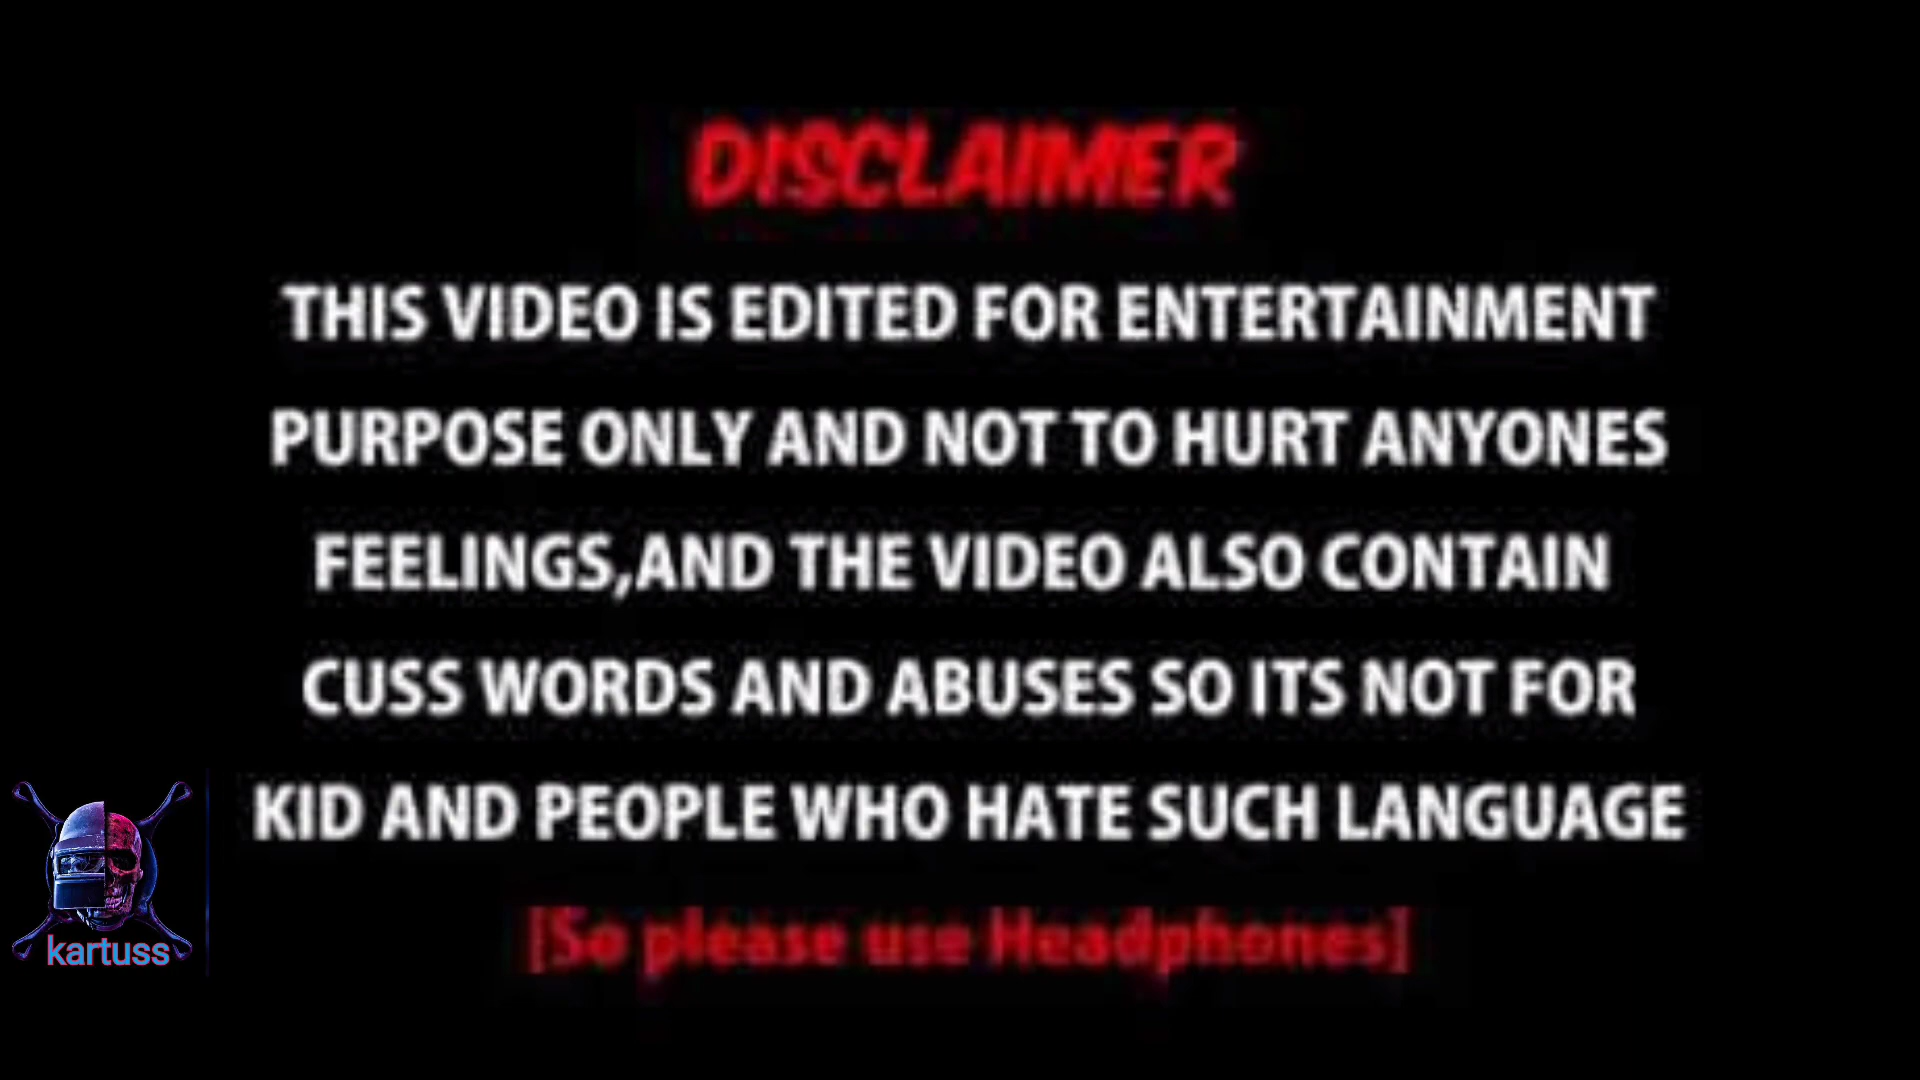 DISCLAIMER
THIS VIDEO IS EDITED FOR ENTERTAINMENT
PURPOSE ONLY AND NOT TO HURT ANYONES
FEELINGS,AND THE VIDEO ALSO CONTAIN
CUSS WORDS AND ABUSES SO ITS NOT FOR
KID AND PEOPLE WHO HATE SUCH LANGUAGE
[So please use Headphones]
kartuss